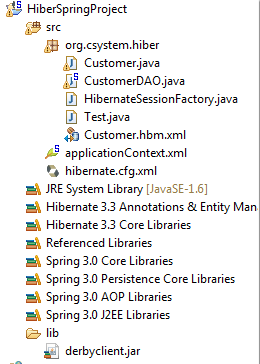 HiberSpringProject
src
org.csystem.hiber
Customer.java
CustomerDAO.java
HibernateSessionFactory.java
Test.java
Customer.hbm.xml
applicationContext.xml
hibernate.cfg.xml
JRE System Library [JavaSE-1.6]
Hibernate 3.3 Annotations & Entity Man
Hibernate 3.3 Core Libraries
Referenced Libraries
Spring 3.0 Core Libraries
Spring 3.0 Persistence Core Libraries
Spring 3.0 AOP Libraries
Spring 3.0 J2EE Libraries
lib
derbyclient.jar